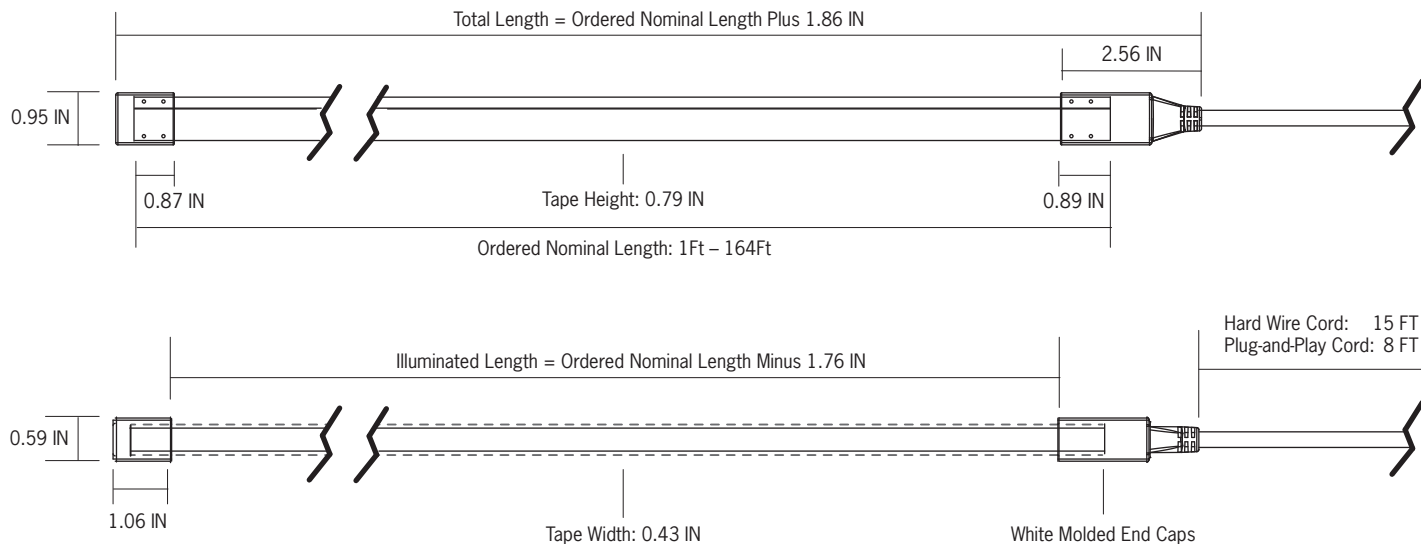 Total Length = Ordered Nominal Length Plus 1.86 IN
2.56 IN
0.95 IN
0.87 IN
Tape Height: 0.79 IN
0.89 IN
Ordered Nominal Length: 1Ft – 164Ft
Hard Wire Cord: 15 FT
Plug-and-Play Cord: 8 FT
Illuminated Length = Ordered Nominal Length Minus 1.76 IN
0.59 IN
1.06 IN
Tape Width: 0.43 IN
White Molded End Caps